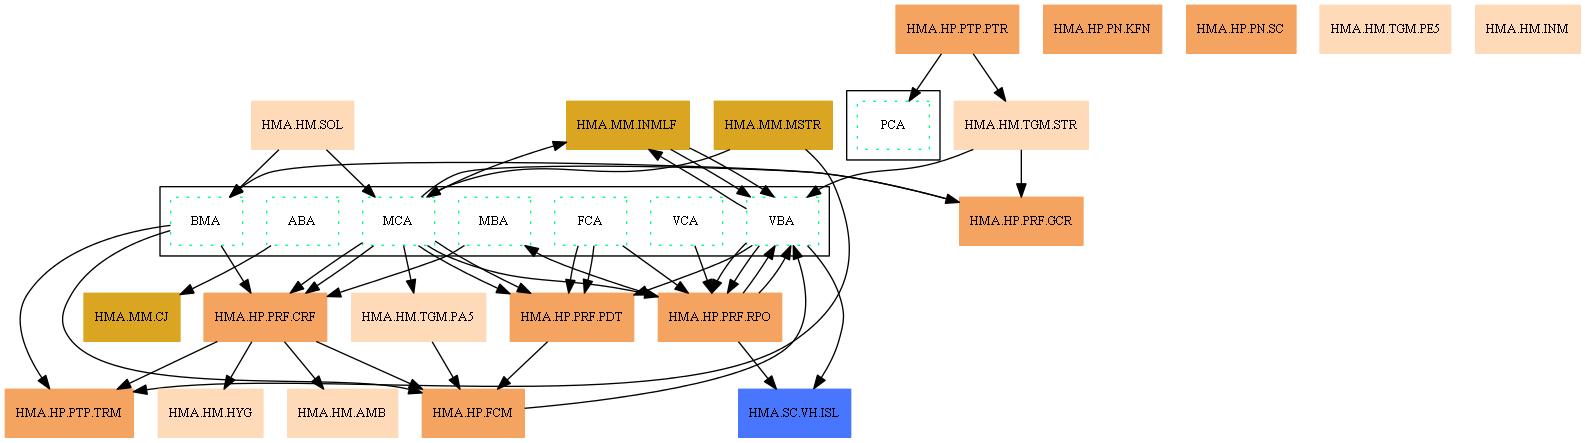 HMA.HP.PTP.PTR
HMA.HP.PN.KFN
HMA.HP.PN.SC
HMA.HM.TGM.PE5
HMA.HM.INM
HMA.HM.SOL
HMA.MM.INMLF
HMA.MM.MSTR
PCA
HMA.HM.TGM.STR
BMA
ABA
MCA
MBA
FCA
VCA
VBA
HMA.HP.PRF.GCR
HMA.MM.CJ
HMA.HP.PRF.CRF
HMA.HM.TGM.PA5
HMA.HP.PRF.PDT
HMA.HP.PRF.RPO
HMA.HP.PTP.TRM
HMA.HM.HYG
HMA.HM.AMB
HMA.HP.FCM
HMA.SC.VH.ISL